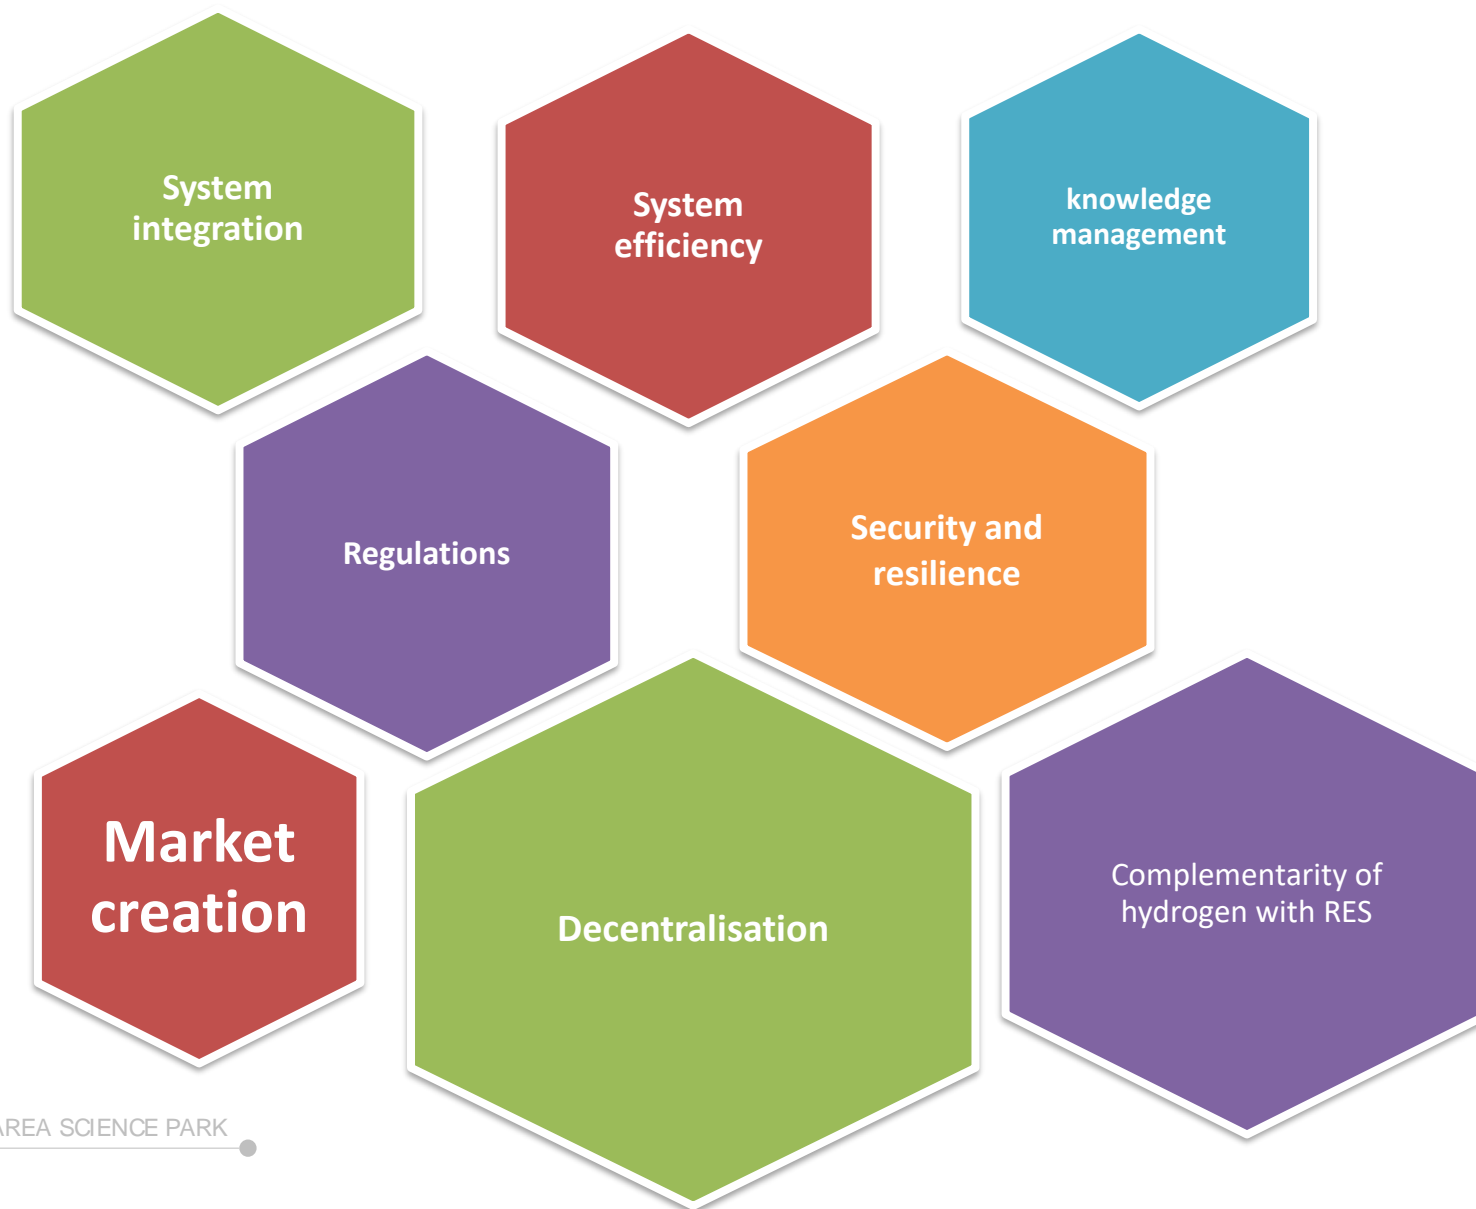 System
integration
System
efficiency
knowledge
management
Regulations
Security and
resilience
Market
creation
Decentralisation
Complementarity of
hydrogen with RES
AREA SCIENCE PARK